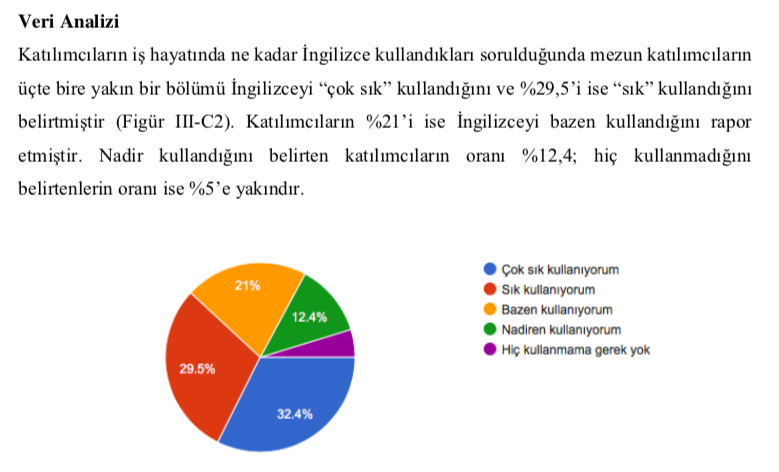 Veri Analizi
Katılımcıların iş hayatında ne kadar İngilizce kullandıkları sorulduğunda mezun katılımcıların
üçte bire yakın bir bölümü İngilizceyi “çok sık” kullandığını ve %29,5’i ise “sık” kullandığını
belirtmiştir (Figür III-C2). Katılımcıların %21’i ise İngilizceyi bazen kullandığını rapor
etmiştir. Nadir kullandığını belirten katılımcıların oranı %12,4; hiç kullanmadığını
belirtenlerin oranı ise %5’e yakındır.
21%
12.4%
29.5%
32.4%
Çok sık kullanıyorum
Sık kullanıyorum
Bazen kullanıyorum
Nadiren kullanıyorum
Hiç kullanmama gerek yok